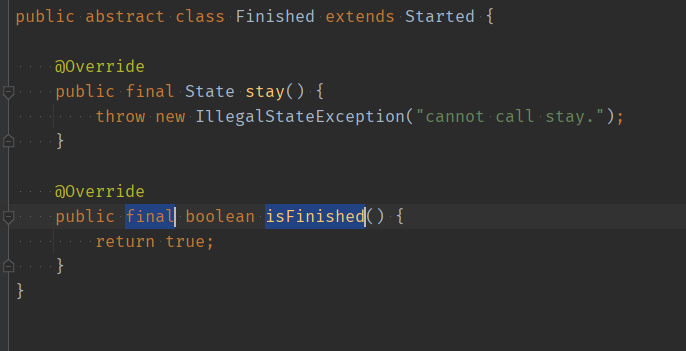 public abstract class Finished extends Started {
@Override
public final State stay() {
throw new IllegalStateException("cannot call stay.");
}
@Override
public final boolean isFinished() {
return true;
}
}